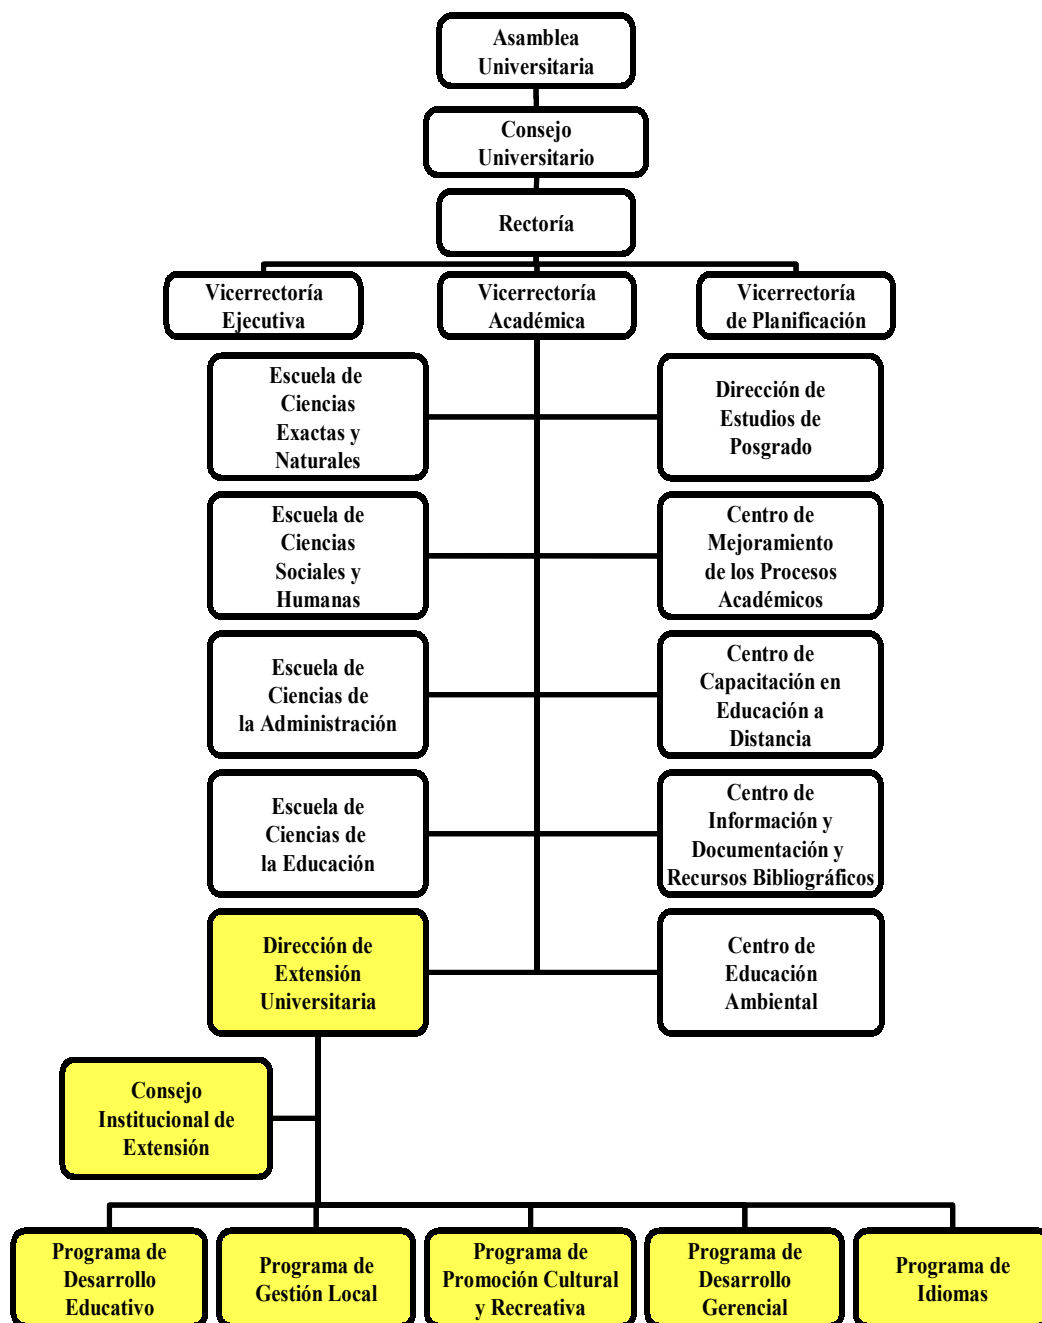 Asamblea
Universitaria
Consejo
Universitario
Rectoría
Vicerrectoría
Ejecutiva
Vicerrectoría
Académica
Vicerrectoría
de Planificación
Escuela de
Ciencias
Exactas y
Naturales
Dirección de
Estudios de
Posgrado
Escuela de
Ciencias
Sociales y
Humanas
Centro de
Mejoramiento
de los Procesos
Académicos
Escuela de
Ciencias de
la Administración
Centro de
Capacitación en
Educación a
Distancia
Escuela de
Ciencias de
la Educación
Centro de
Información y
Documentación y
Recursos Bibliográficos
Dirección de
Extensión
Universitaria
Centro de
Educación
Ambiental
Consejo
Institucional de
Extensión
Programa de
Desarrollo
Educativo
Programa de
Gestión Local
Programa de
Promoción Cultural
y Recreativa
Programa de
Desarrollo
Gerencial
Programa de
Idiomas